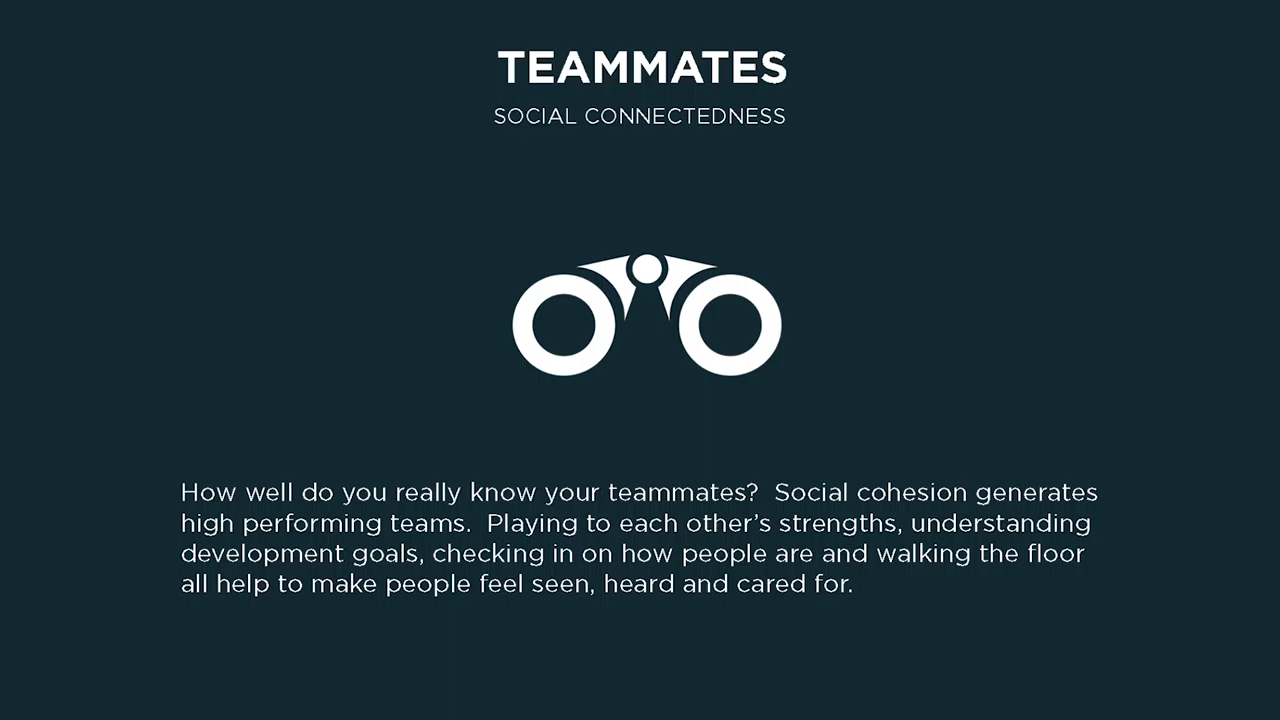 TEAMMATES
SOCIAL CONNECTEDNESS
How well do you really know your teammates?  Social cohesion generates
high performing teams.  Playing to each other’s strengths, understanding
development goals, checking in on how people are and walking the floor
all help to make people feel seen, heard and cared for.